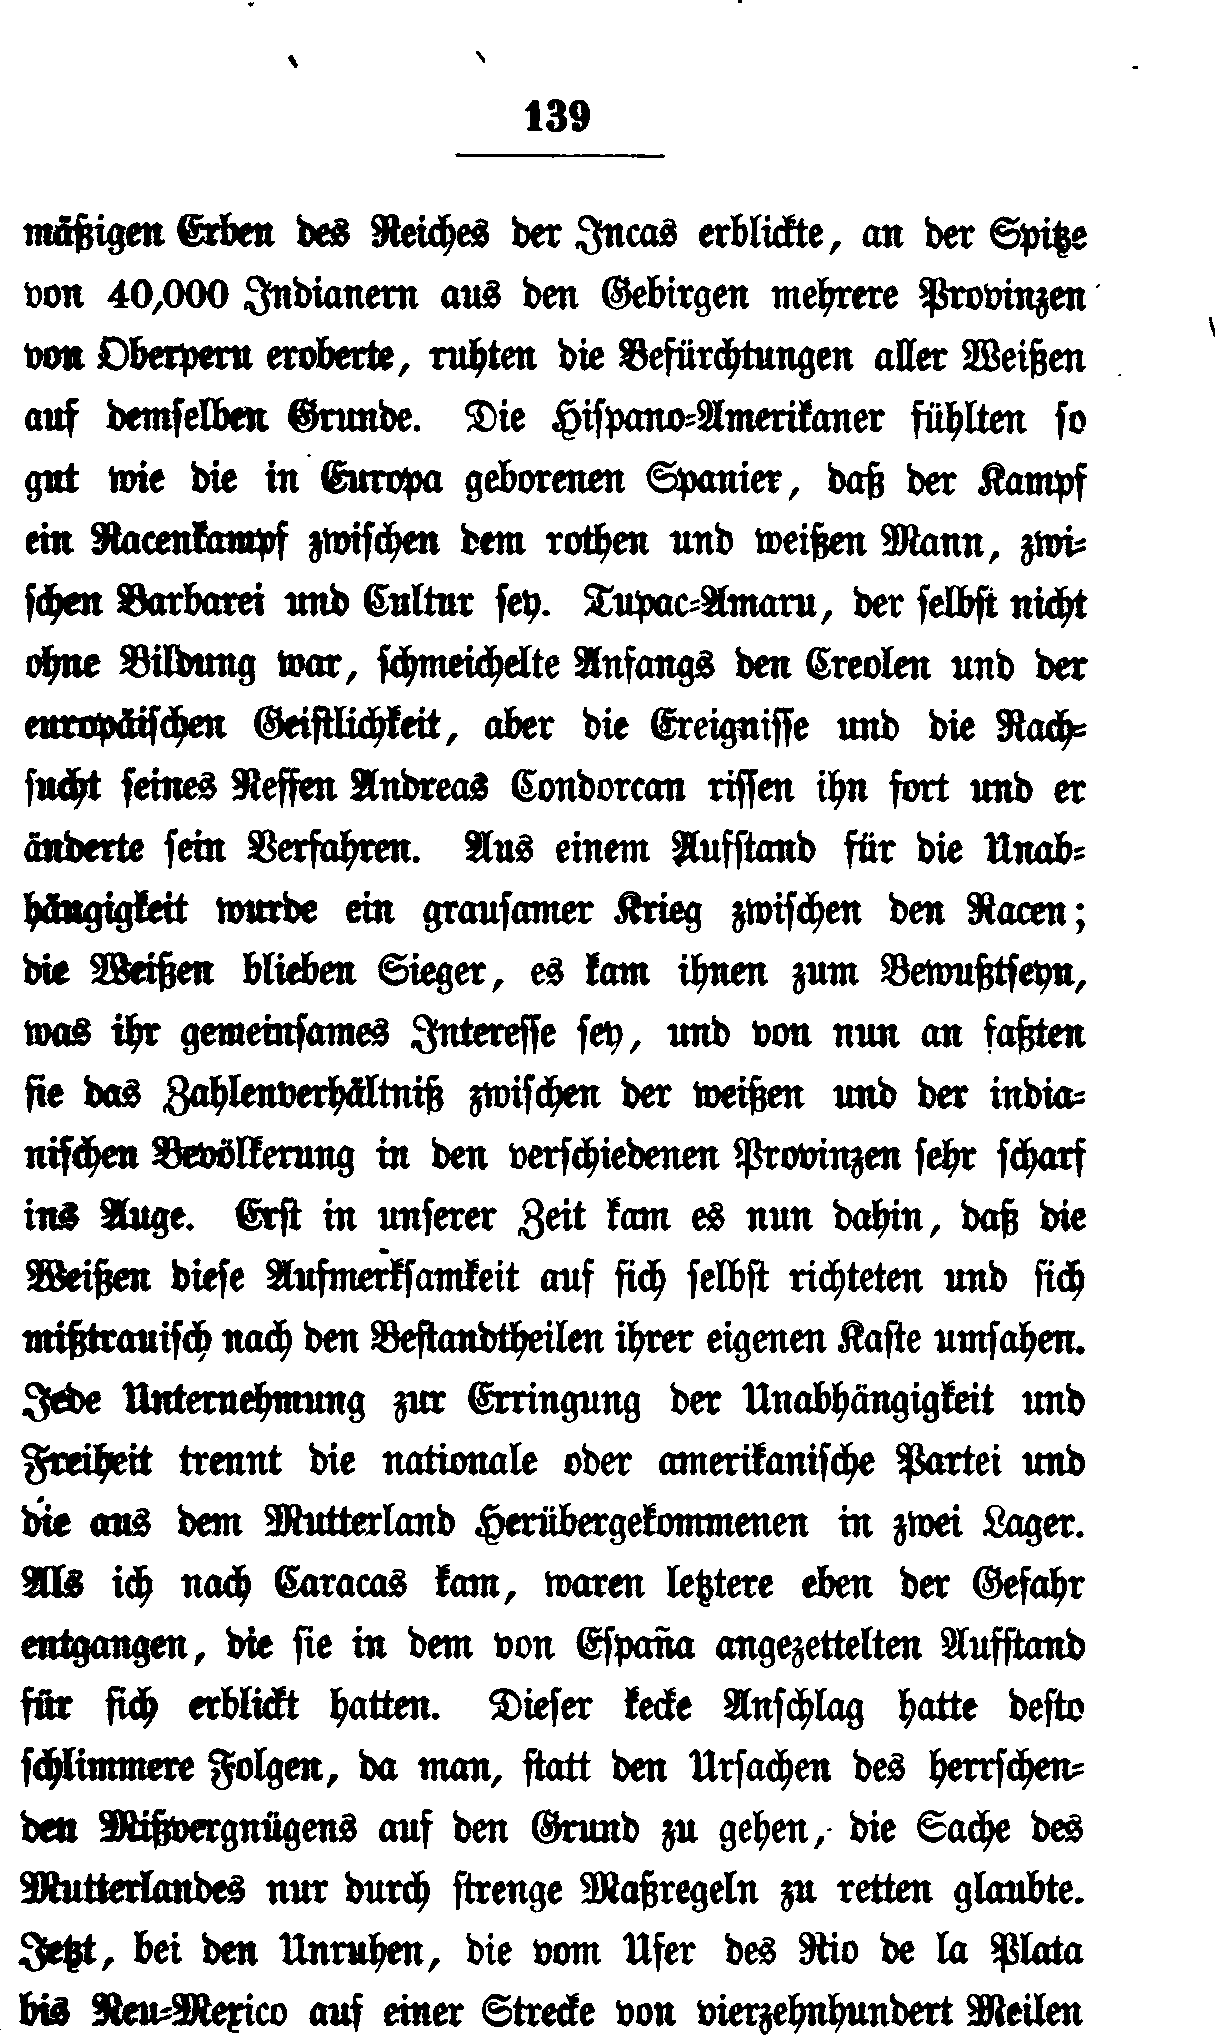 139
mäßigen Erben des Reiches der Incas erblickte, an der Spitze
von 40,000 Indianern aus den Gebirgen mehrere Provinzen
von Oberperu eroberte, ruhten die Befürchtungen aller Weißen
auf demselben Grunde. Die Hispano-Amerikaner fühlten so
gut wie die in Europa geborenen Spanier, daß der Kampf
ein Racenkampf zwischen dem rothen und weißen Mann, zwi-
schen Barbarei und Cultur sey. Tupac-Amaru, der selbst nicht
ohne Bildung war, schmeichelte Anfangs den Creolen und der
europäischen Geistlichkeit, aber die Ereignisse und die Rach-
sucht seines Neffen Andreas Condorcan rissen ihn fort und er
änderte sein Verfahren. Aus einem Aufstand für die Unab-
hängigkeit wurde ein grausamer Krieg zwischen den Racen;
die Weißen blieben Sieger, es kam ihnen zum Bewußtseyn,
was ihr gemeinsames Interesse sey, und von nun an faßten
sie das Zahlenverhältniß zwischen der weißen und der india-
nischen Bevölkerung in den verschiedenen Provinzen sehr scharf
ins Auge. Erst in unserer Zeit kam es nun dahin, daß die
Weißen diese Aufmerksamkeit auf sich selbst richteten und sich
mißtrauisch nach den Bestandtheilen ihrer eigenen Kaste umsahen.
Jede Unternehmung zur Erringung der Unabhängigkeit und
Freiheit trennt die nationale oder amerikanische Partei und
die aus dem Mutterland Herübergekommenen in zwei Lager.
Als ich nach Caracas kam, waren letztere eben der Gefahr
entgangen, die sie in dem von España angezettelten Aufstand
für sich erblickt hatten. Dieser kecke Anschlag hatte desto
schlimmere Folgen, da man, statt den Ursachen des herrschen-
den Mißvergnügens auf den Grund zu gehen, die Sache des
Mutterlandes nur durch strenge Maßregeln zu retten glaubte.
Jetzt, bei den Unruhen, die vom Ufer des Rio de la Plata
bis Neu-Mexico auf einer Strecke von vierzehnhundert Meilen